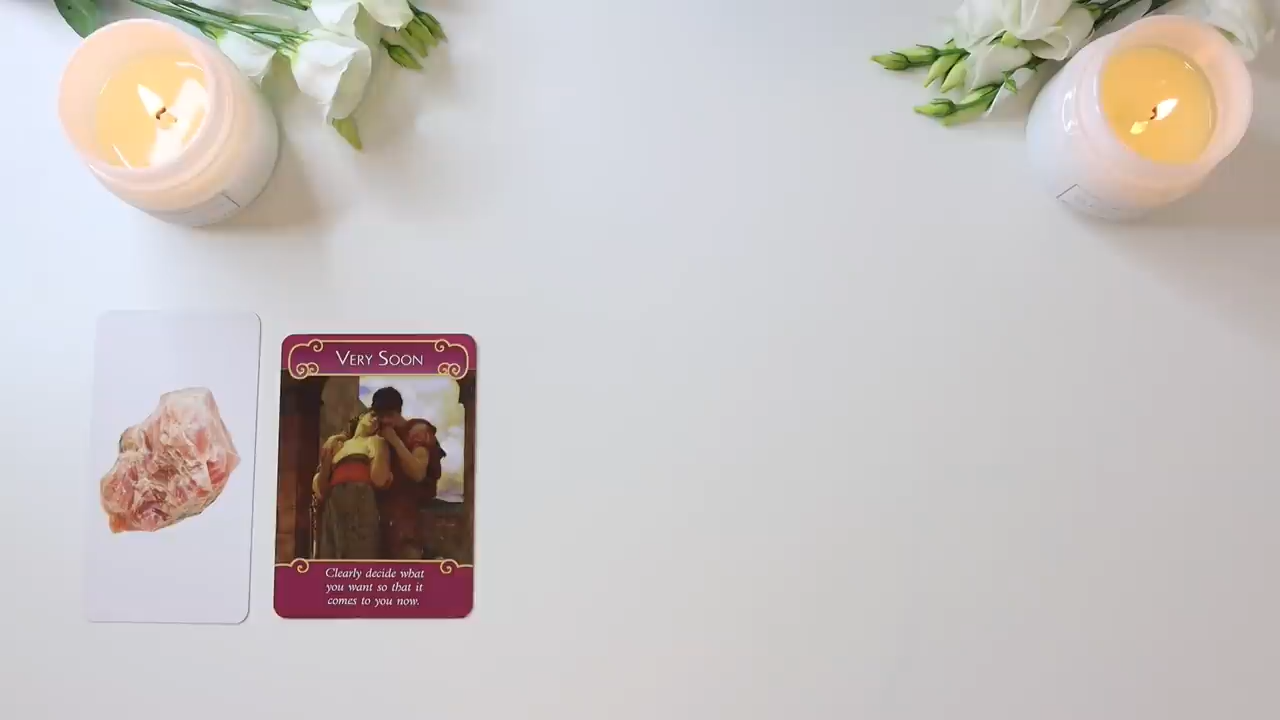 Very Soon
Clearly decide what
you want so that it
comes to you now.